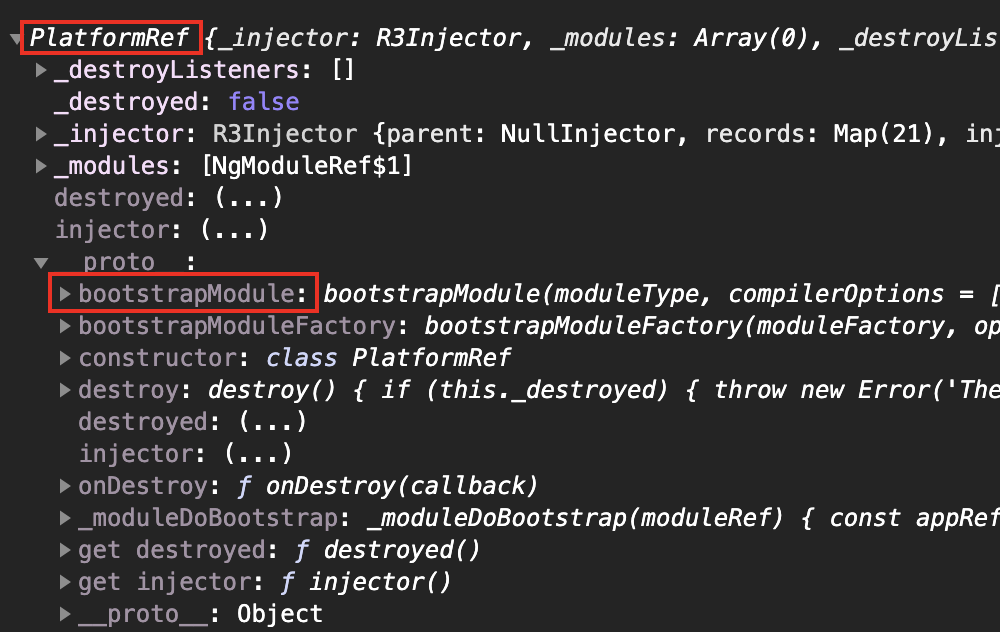 PlatformRef {_injector: R3Injector, _modules: Array(0), _destroyLis
_destroyListeners: []
_destroyed: false
_injector: R3Injector {parent: NullInjector, records: Map(21), inj
_modules: [NgModuleRef$1]
destroyed: (...)
injector: (...)
__proto__:
bootstrapModule: bootstrapModule(moduleType, compilerOptions = [
bootstrapModuleFactory: bootstrapModuleFactory(moduleFactory, op
constructor: class PlatformRef
destroy: destroy() { if (this._destroyed) { throw new Error('The
destroyed: (...)
injector: (...)
onDestroy: ƒ onDestroy(callback)
_moduleDoBootstrap: _moduleDoBootstrap(moduleRef) { const appRef
get destroyed: ƒ destroyed()
get injector: ƒ injector()
__proto__: Object